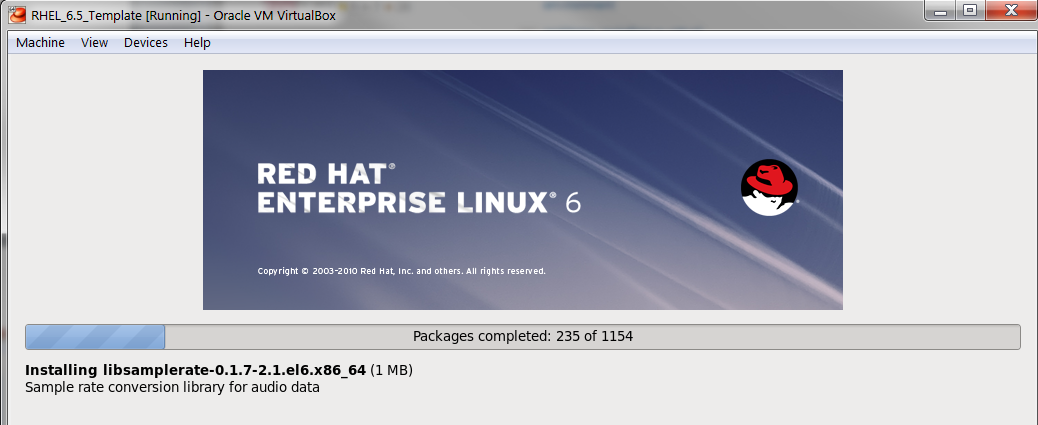 RHEL_6.5_Template [Running] - Oracle VM VirtualBox
Machine View Devices Help
RED HAT®
ENTERPRISE LINUX® 6
Copyright © 2003-2010 Red Hat, Inc. and others. All rights reserved.
Packages completed: 235 of 1154
Installing libsamplerate-0.1.7-2.1.el6.x86_64 (1 MB)
Sample rate conversion library for audio data